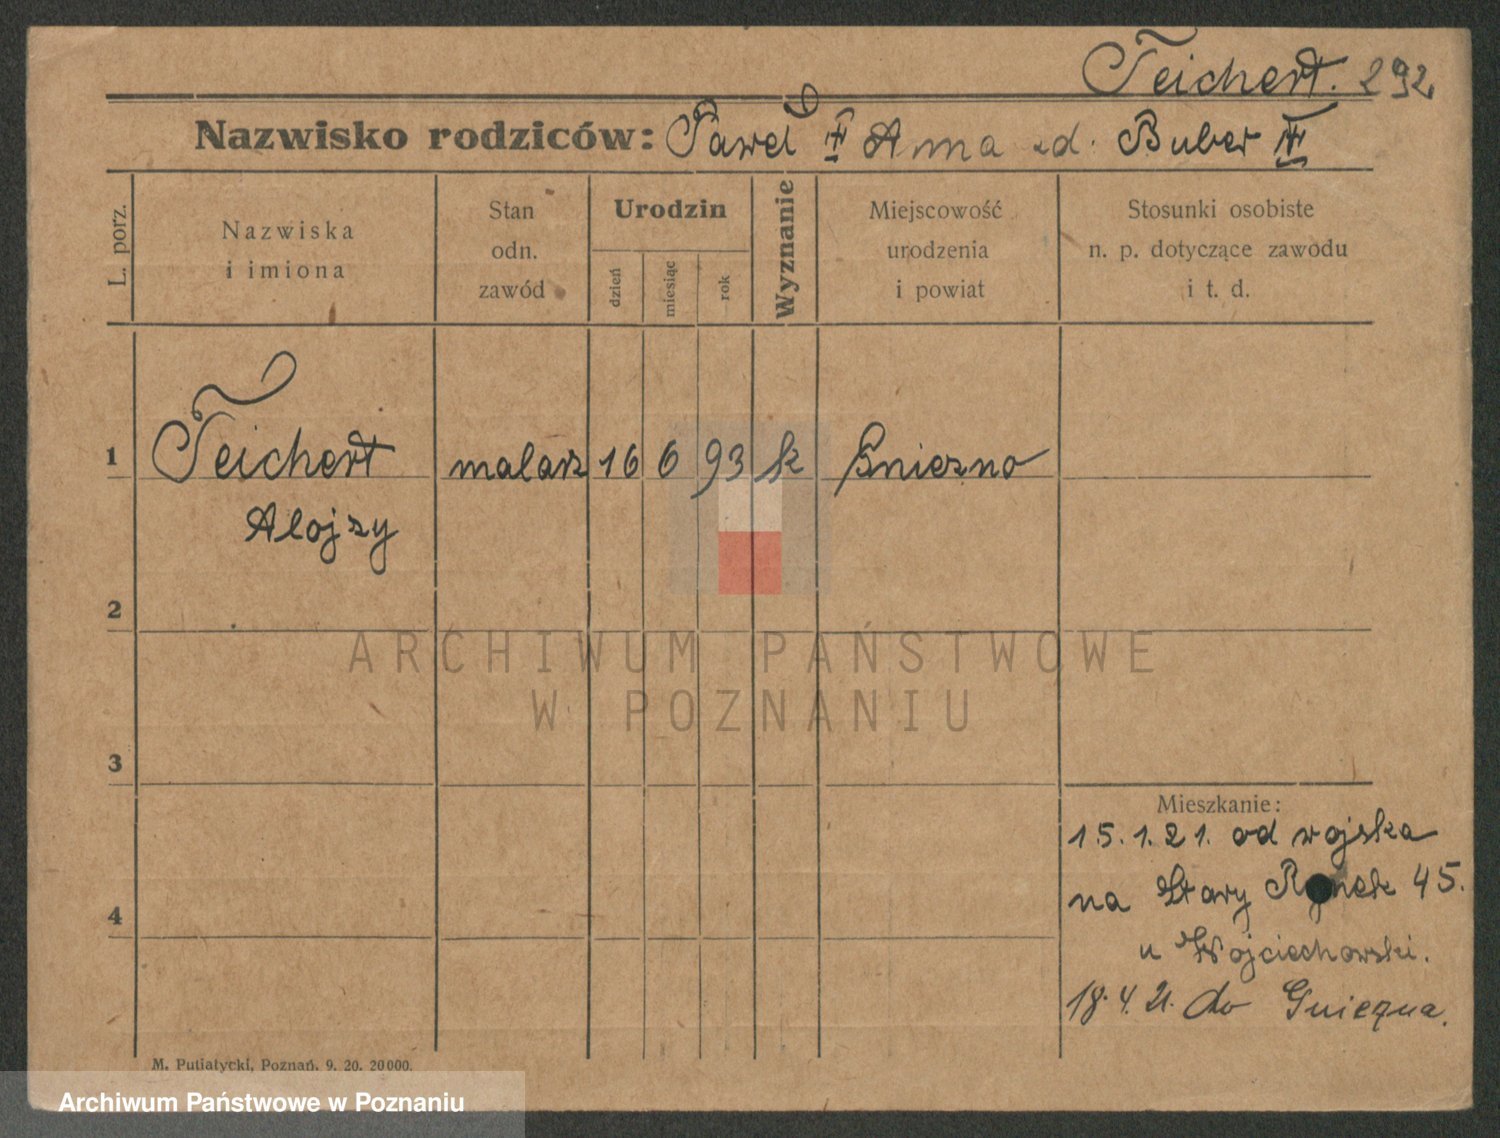 Teichert. 292
Nazwisko rodziców: Paweł Anna zd. Buber
L. porz.
Nazwiska
i imiona
Stan
odn.
zawód
Urodzin
dzień
miesiąc
rok
Wyznanie
Miejscowość
urodzenia
i powiat
Stosunki osobiste
n. p. dotyczące zawodu
i t. d.
1 Teichert malarz 16 6 93 k Gniezno
Alojzy
2
3
4
Mieszkanie:
15.1.21. od wojska
na Stary Rynek 45.
u Wojciechowski.
18.4.21. do Gniezna.
M. Putiatycki, Poznań. 9. 20. 20000.
ARCHIWUM PAŃSTWOWE
W POZNANIU
Archiwum Państwowe w Poznaniu